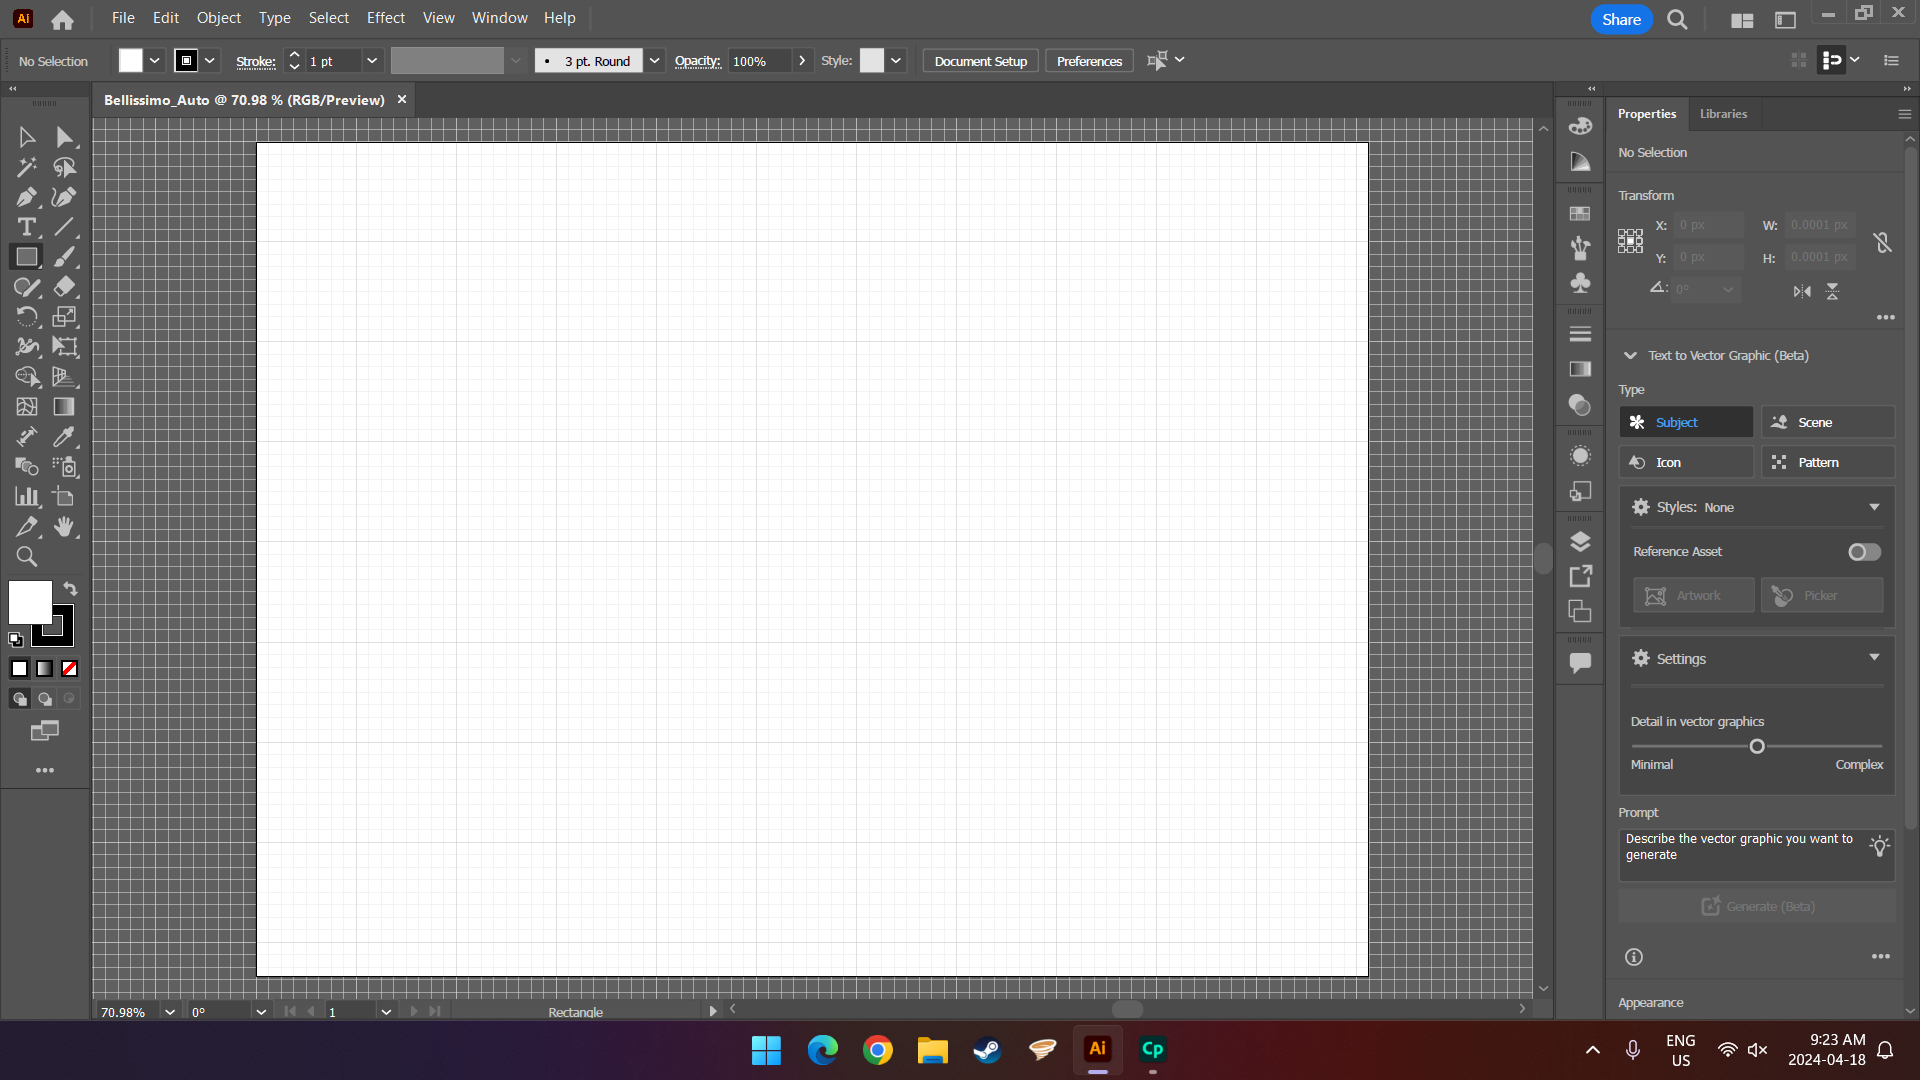 Ai File Edit Object Type Select Effect View Window Help Share
No Selection Stroke: 1 pt 3 pt. Round Opacity: 100% Style: Document Setup Preferences
Bellissimo_Auto @ 70.98 % (RGB/Preview)
Properties Libraries
No Selection
Transform
X: 0 px W: 0.0001 px
Y: 0 px H: 0.0001 px
0°
Text to Vector Graphic (Beta)
Type
Subject Scene
Icon Pattern
Styles: None
Reference Asset
Artwork Picker
Settings
Detail in vector graphics
Minimal Complex
Prompt
Describe the vector graphic you want to
generate
Generate (Beta)
Appearance
70.98% 0° 1 Rectangle
Ai Cp
ENG
US
9:23 AM
2024-04-18